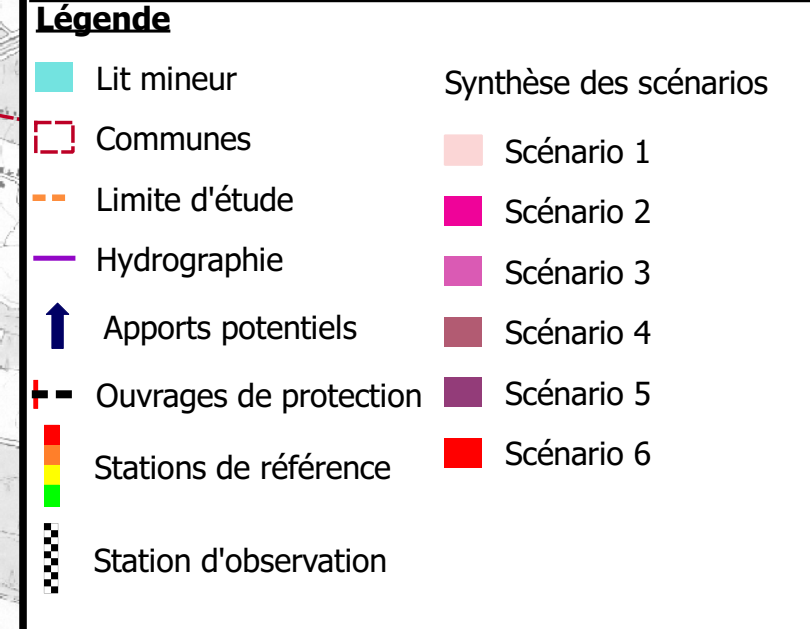 Légende
Lit mineur
Communes
Limite d'étude
Hydrographie
Apports potentiels
Ouvrages de protection
Stations de référence
Station d'observation
Synthèse des scénarios
Scénario 1
Scénario 2
Scénario 3
Scénario 4
Scénario 5
Scénario 6